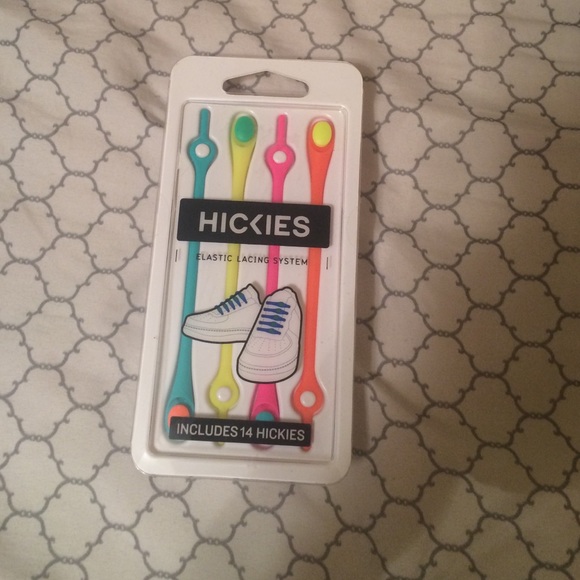 HICKIES
ELASTIC LACING SYSTEM
INCLUDES 14 HICKIES